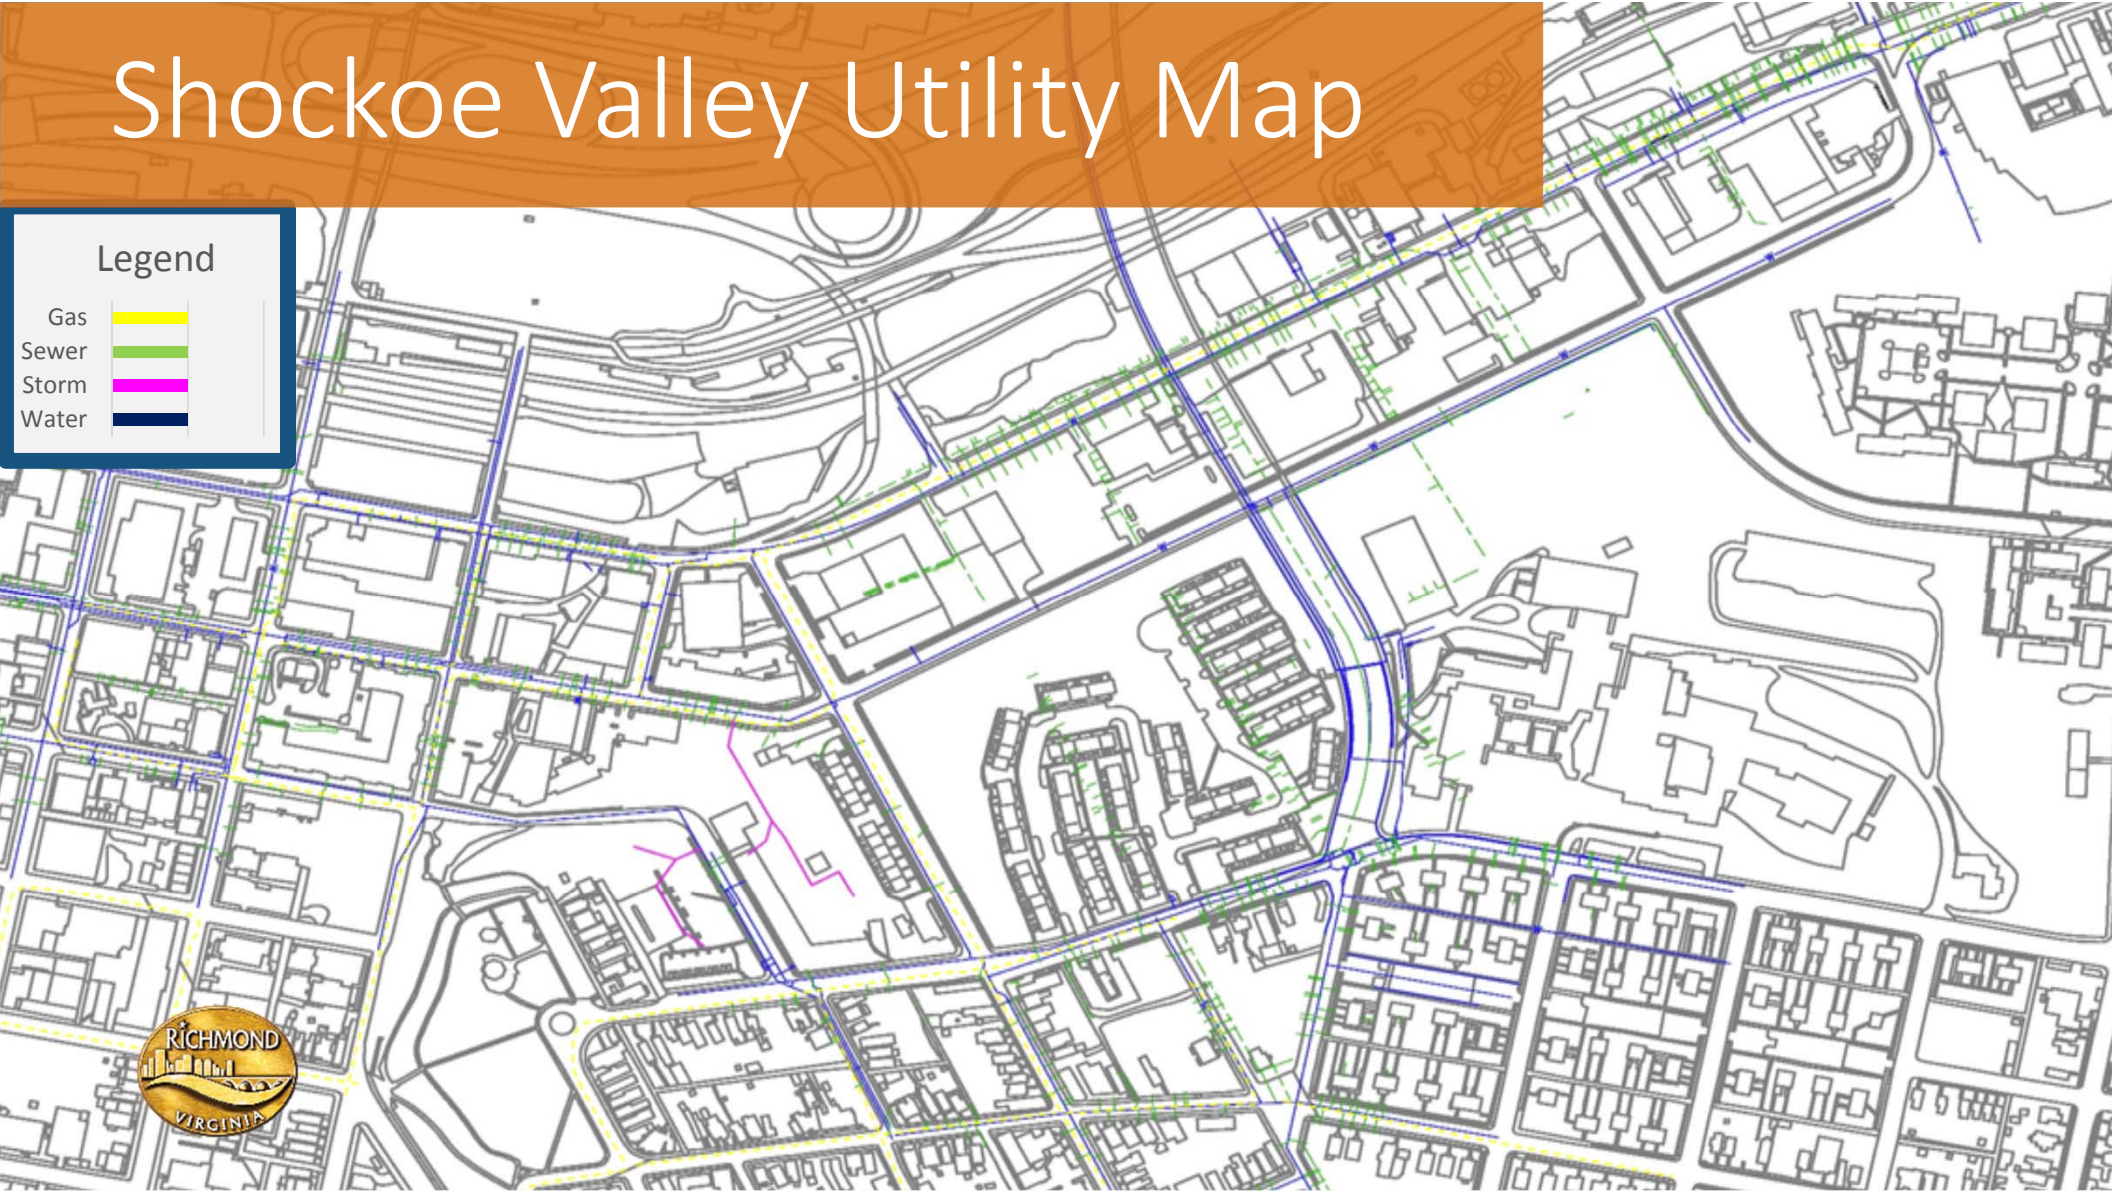 Shockoe Valley Utility Map
Legend
Gas
Sewer
Storm
Water
RICHMOND
VIRGINIA